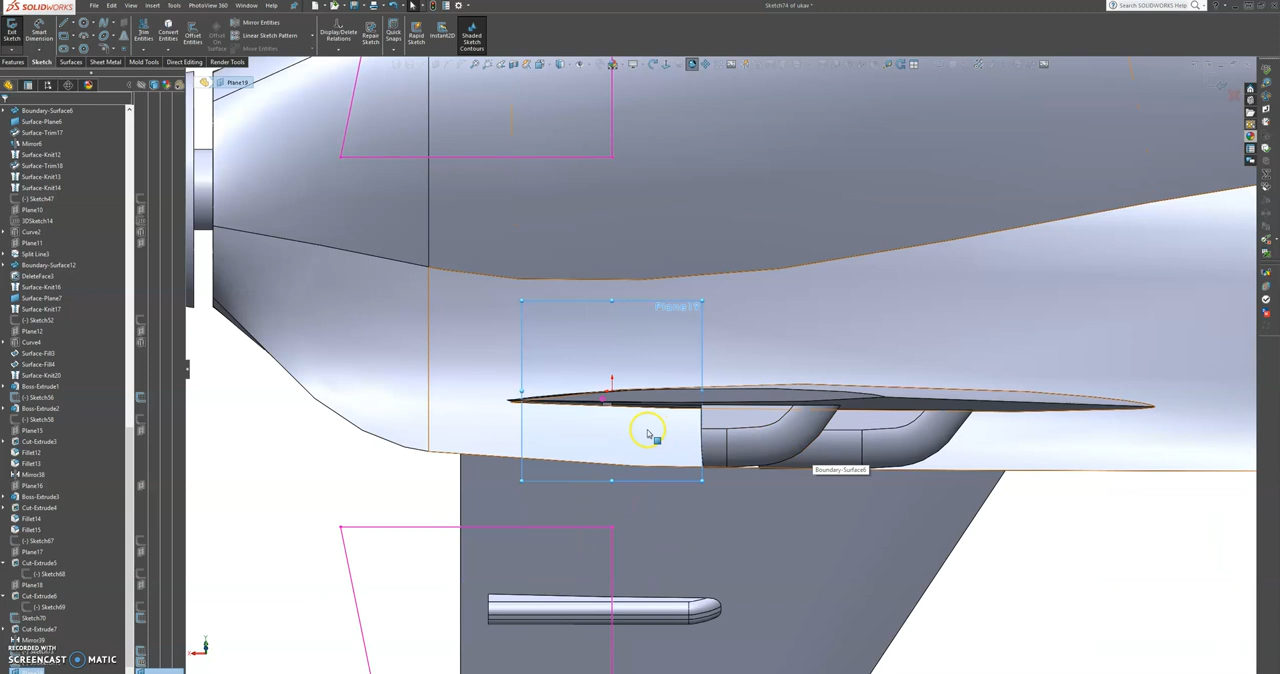 SOLIDWORKS
File
Edit
View
Insert
Tools
PhotoView 360
Window
Help
Sketch74 of ukav *
Search SOLIDWORKS Help
Exit Sketch
Smart Dimension
Trim Entities
Convert Entities
Offset Entities
Offset On Surface
Mirror Entities
Linear Sketch Pattern
Move Entities
Display/Delete Relations
Repair Sketch
Quick Snaps
Rapid Sketch
Instant2D
Shaded Sketch Contours
Features
Sketch
Surfaces
Sheet Metal
Mold Tools
Direct Editing
Render Tools
Plane19
Boundary-Surface6
Surface-Plane6
Surface-Trim17
Mirror6
Surface-Knit12
Surface-Trim18
Surface-Knit13
Surface-Knit14
(-) Sketch47
Plane10
3DSketch14
Curve2
Plane11
Split Line3
Boundary-Surface12
DeleteFace3
Surface-Knit16
Surface-Plane7
Surface-Knit17
(-) Sketch52
Plane12
Curve4
Surface-Fill3
Surface-Fill4
Surface-Knit20
Boss-Extrude1
(-) Sketch56
Boss-Extrude2
(-) Sketch58
Plane15
Cut-Extrude3
Fillet12
Fillet13
Mirror38
Plane16
Boss-Extrude3
Cut-Extrude4
Fillet14
Fillet15
(-) Sketch67
Plane17
Cut-Extrude5
(-) Sketch68
Plane18
Cut-Extrude6
(-) Sketch69
Sketch70
Cut-Extrude7
Mirror39
Plane19
Boundary-Surface6
Y
X
RECORDED WITH
SCREENCAST MATIC